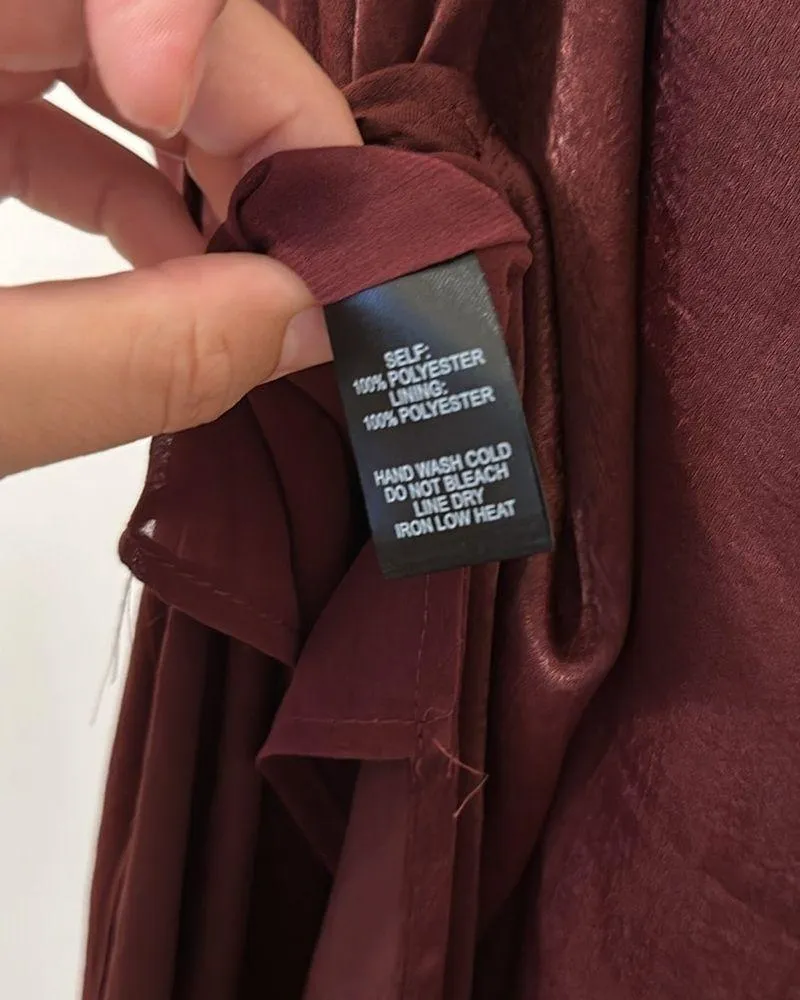 SELF:
100% POLYESTER
LINING:
100% POLYESTER
HAND WASH COLD
DO NOT BLEACH
LINE DRY
IRON LOW HEAT